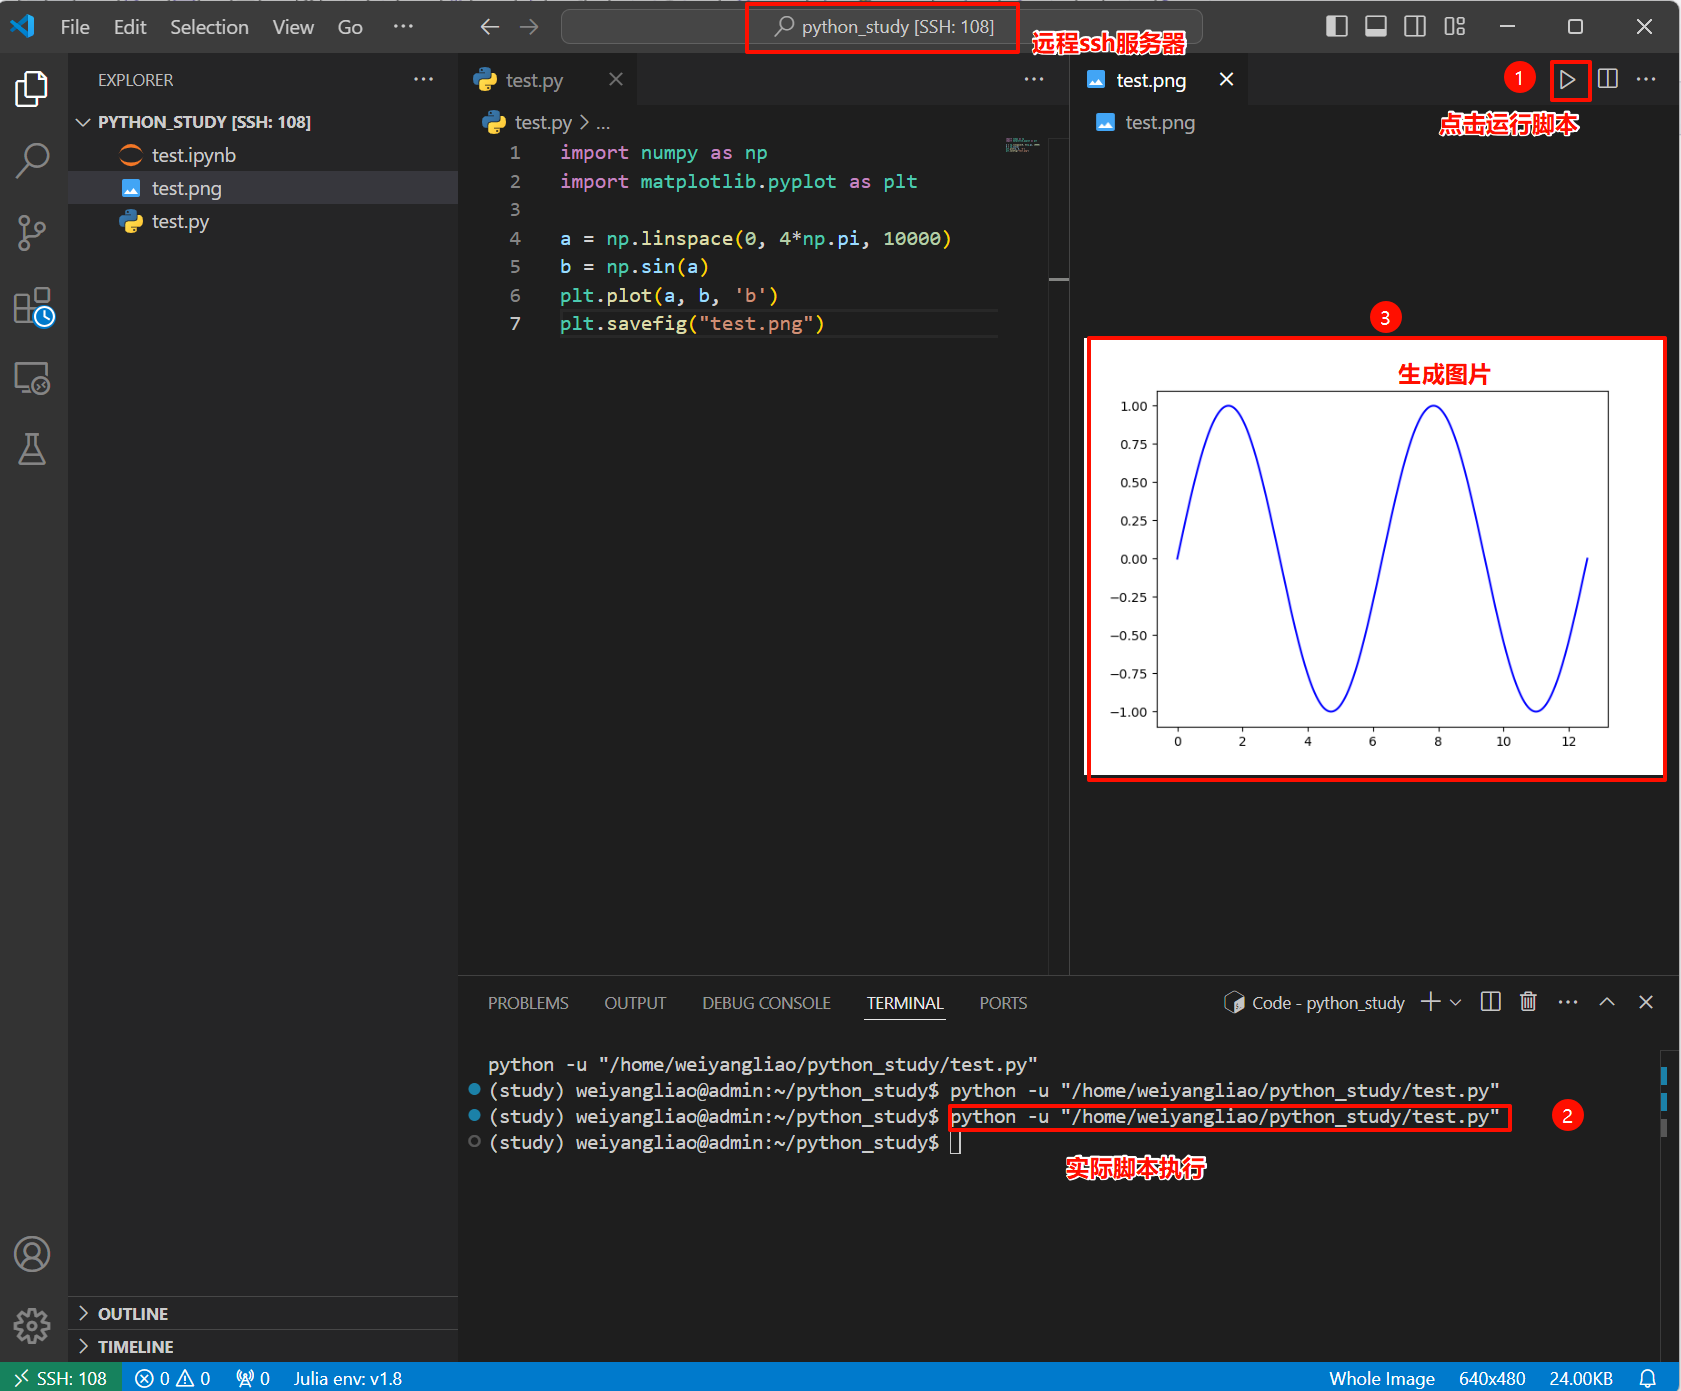 File Edit Selection View Go ···
python_study [SSH: 108]
远程ssh服务器
EXPLORER
PYTHON_STUDY [SSH: 108]
test.ipynb
test.png
test.py
test.py
test.py > ...
1 import numpy as np
2 import matplotlib.pyplot as plt
3
4 a = np.linspace(0, 4*np.pi, 10000)
5 b = np.sin(a)
6 plt.plot(a, b, 'b')
7 plt.savefig("test.png")
test.png
1
点击运行脚本
test.png
3
生成图片
1.00
0.75
0.50
0.25
0.00
−0.25
−0.50
−0.75
−1.00
0 2 4 6 8 10 12
PROBLEMS OUTPUT DEBUG CONSOLE TERMINAL PORTS
Code - python_study
python -u "/home/weiyangliao/python_study/test.py"
(study) weiyangliao@admin:~/python_study$ python -u "/home/weiyangliao/python_study/test.py"
(study) weiyangliao@admin:~/python_study$ python -u "/home/weiyangliao/python_study/test.py"
2
(study) weiyangliao@admin:~/python_study$
实际脚本执行
OUTLINE
TIMELINE
SSH: 108 0 0 0 Julia env: v1.8 Whole Image 640x480 24.00KB